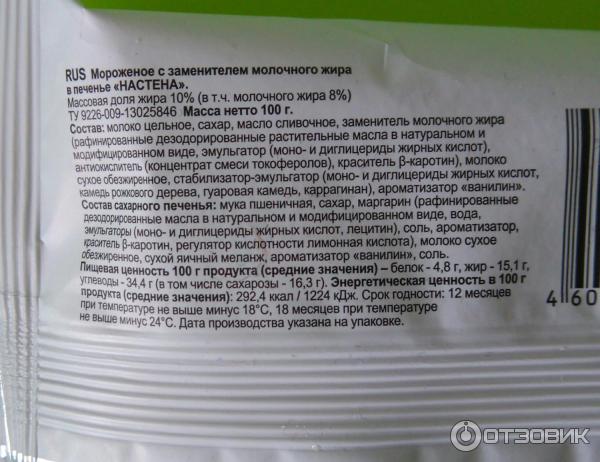 RUS Мороженое с заменителем молочного жира
в печенье «НАСТЕНА».
Массовая доля жира 10% (в т.ч. молочного жира 8%)
ТУ 9226-009-13025846 Масса нетто 100 г.
Состав: молоко цельное, сахар, масло сливочное, заменитель молочного жира
(рафинированные дезодорированные растительные масла в натуральном и
модифицированном виде, эмульгатор (моно- и диглицериды жирных кислот),
антиокислитель (концентрат смеси токоферолов), краситель β-каротин), молоко
сухое обезжиренное, стабилизатор-эмульгатор (моно- и диглицериды жирных кислот,
камедь рожкового дерева, гуаровая камедь, каррагинан), ароматизатор «ванилин».
Состав сахарного печенья: мука пшеничная, сахар, маргарин (рафинированные
дезодорированные масла в натуральном и модифицированном виде, вода,
эмульгаторы (моно- и диглицериды жирных кислот, лецитин), соль, ароматизатор,
краситель β-каротин, регулятор кислотности лимонная кислота), молоко сухое
обезжиренное, сухой яичный меланж, ароматизатор «ванилин», соль.
Пищевая ценность 100 г продукта (средние значения) – белок - 4,8 г, жир - 15,1 г,
углеводы - 34,4 г (в том числе сахарозы - 16,3 г). Энергетическая ценность в 100 г
продукта (средние значения): 292,4 ккал / 1224 кДж. Срок годности: 12 месяцев
при температуре не выше минус 18°С, 18 месяцев при температуре
не выше минус 24°С. Дата производства указана на упаковке.
4 60
ОТЗОВИК